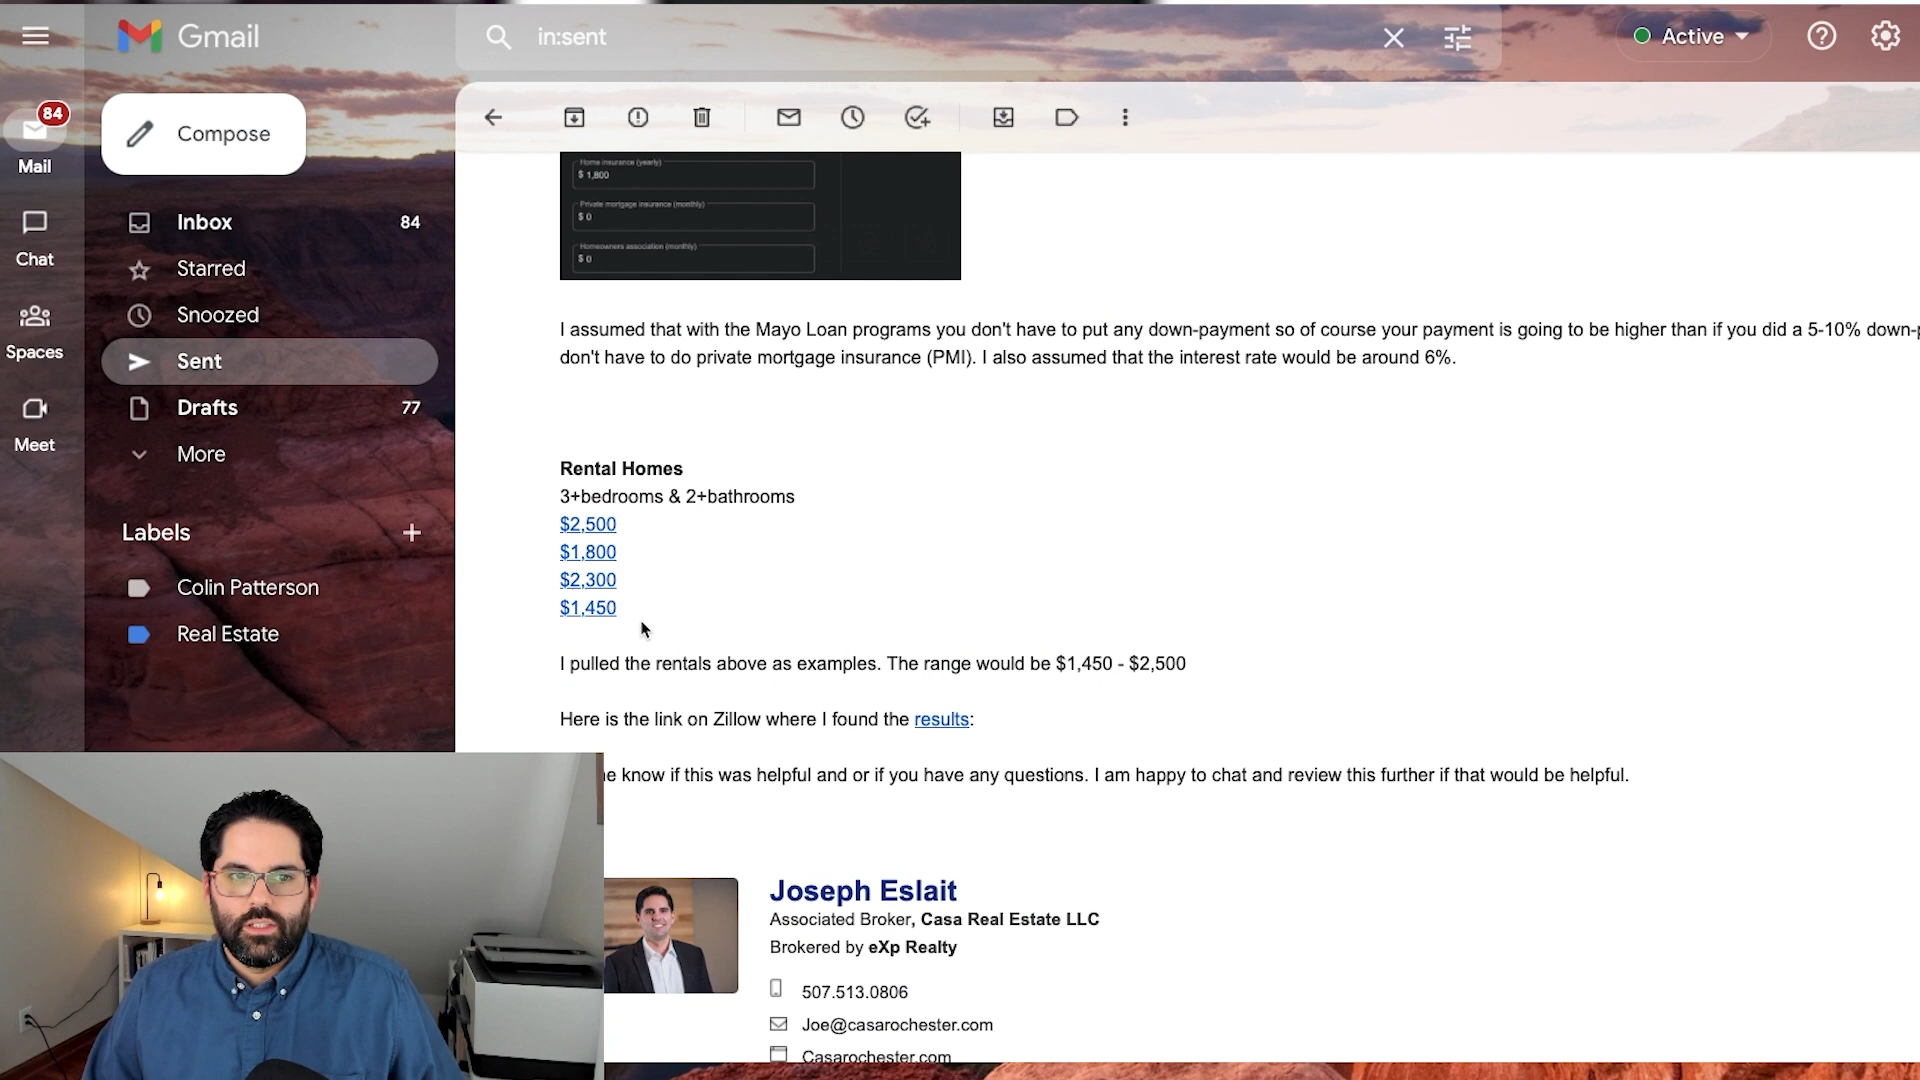 Gmail
in:sent
Active
84
Mail
Compose
Inbox 84
Starred
Chat
Snoozed
Spaces
Sent
Drafts 77
Meet
More
Labels
Colin Patterson
Real Estate
Home insurance (yearly)
$ 1,800
Private mortgage insurance (monthly)
$ 0
Homeowners association (monthly)
$ 0
I assumed that with the Mayo Loan programs you don't have to put any down-payment so of course your payment is going to be higher than if you did a 5-10% down-p
don't have to do private mortgage insurance (PMI). I also assumed that the interest rate would be around 6%.
Rental Homes
3+bedrooms & 2+bathrooms
$2,500
$1,800
$2,300
$1,450
I pulled the rentals above as examples. The range would be $1,450 - $2,500
Here is the link on Zillow where I found the results:
e know if this was helpful and or if you have any questions. I am happy to chat and review this further if that would be helpful.
Joseph Eslait
Associated Broker, Casa Real Estate LLC
Brokered by eXp Realty
507.513.0806
Joe@casarochester.com
Casarochester.com